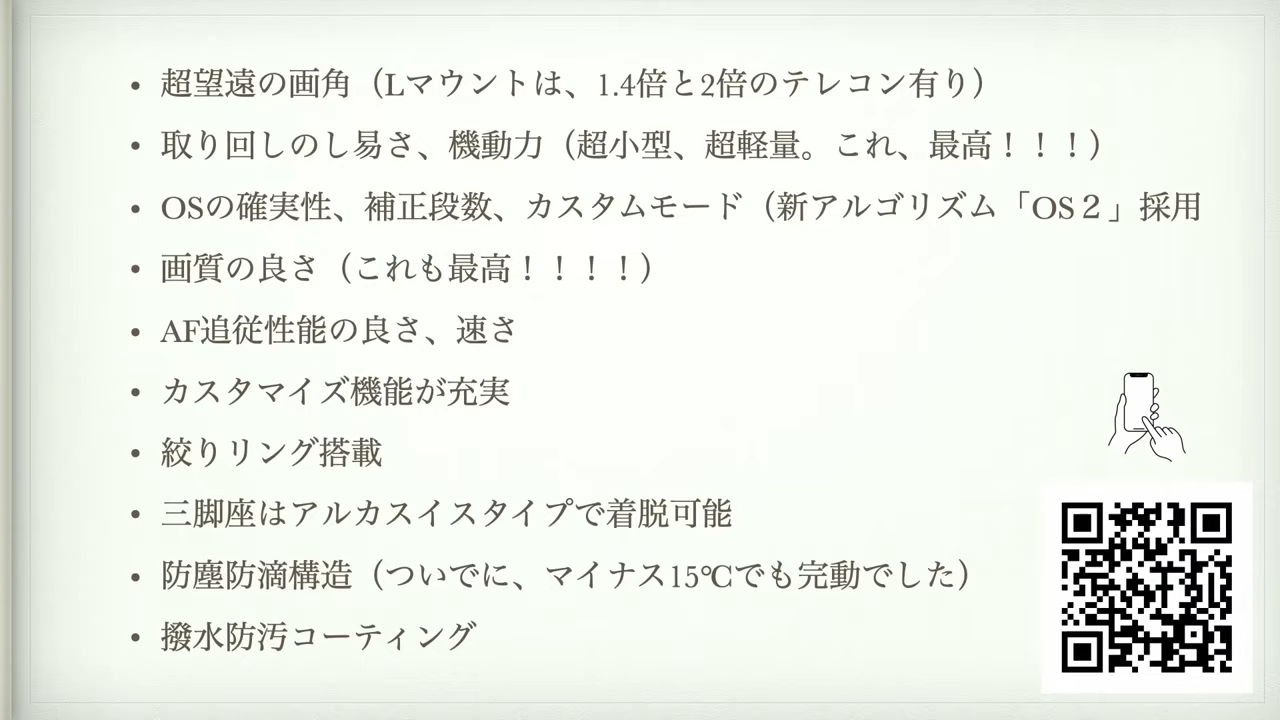 • 超望遠の画角（Lマウントは、1.4倍と2倍のテレコン有り）
• 取り回しのし易さ、機動力（超小型、超軽量。これ、最高！！！）
• OSの確実性、補正段数、カスタムモード（新アルゴリズム「OS２」採用
• 画質の良さ（これも最高！！！！）
• AF追従性能の良さ、速さ
• カスタマイズ機能が充実
• 絞りリング搭載
• 三脚座はアルカスイスタイプで着脱可能
• 防塵防滴構造（ついでに、マイナス15℃でも完動でした）
• 撥水防汚コーティング